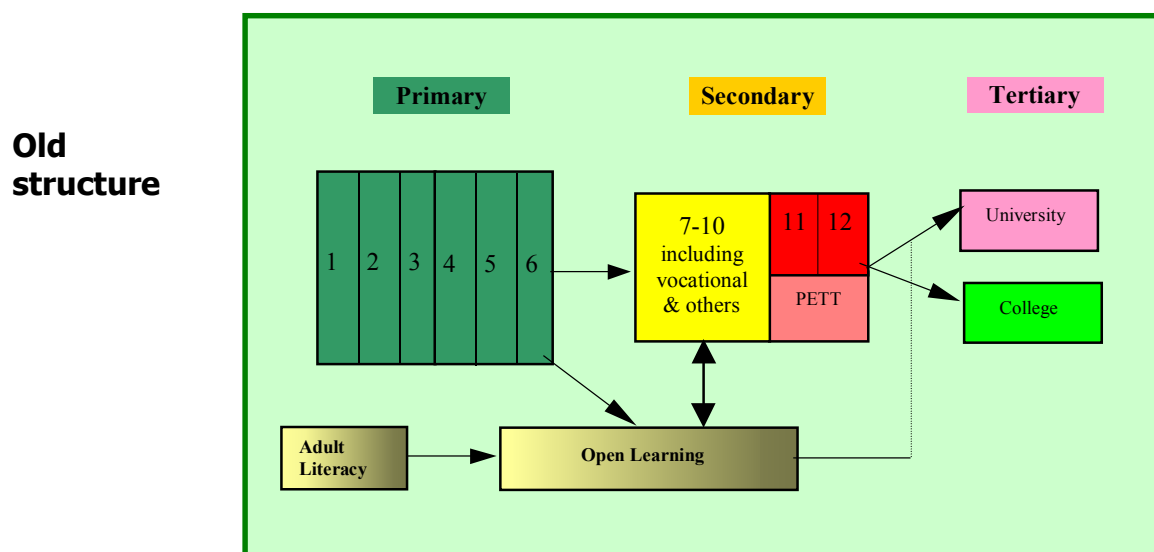 Old
structure
Primary
Secondary
Tertiary
1 2 3 4 5 6
7-10
including
vocational
& others
11 12
PETT
University
College
Adult
Literacy
Open Learning